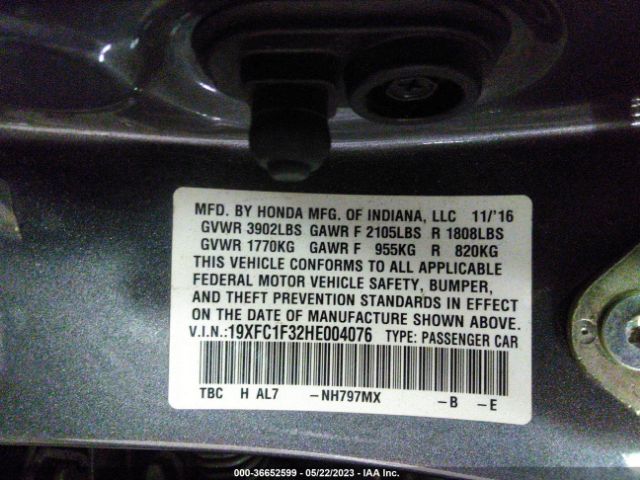 MFD. BY HONDA MFG. OF INDIANA, LLC 11/'16
GVWR 3902LBS GAWR F 2105LBS R 1808LBS
GVWR 1770KG GAWR F 955KG R 820KG
THIS VEHICLE CONFORMS TO ALL APPLICABLE
FEDERAL MOTOR VEHICLE SAFETY, BUMPER,
AND THEFT PREVENTION STANDARDS IN EFFECT
ON THE DATE OF MANUFACTURE SHOWN ABOVE.
V.I.N.:19XFC1F32HE004076 TYPE: PASSENGER CAR
TBC H AL7 -NH797MX -B -E
000-36652599 - 05/22/2023 - IAA Inc.